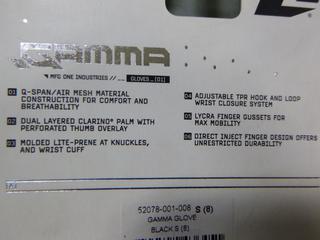 GAMMA
MFG ONE INDUSTRIES // __ GLOVES _ [01]
01 Q-SPAN/AIR MESH MATERIAL
CONSTRUCTION FOR COMFORT AND
BREATHABILITY
02 DUAL LAYERED CLARINO® PALM WITH
PERFORATED THUMB OVERLAY
03 MOLDED LITE-PRENE AT KNUCKLES,
AND WRIST CUFF
04 ADJUSTABLE TPR HOOK AND LOOP
WRIST CLOSURE SYSTEM
05 LYCRA FINGER GUSSETS FOR
MAX MOBILITY
06 DIRECT INJECT FINGER DESIGN OFFERS
UNRESTRICTED DURABILITY
52078-001-008 S (8)
GAMMA GLOVE
BLACK S (8)